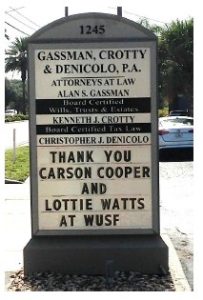 1245
GASSMAN, CROTTY
& DENICOLO, P.A.
ATTORNEYS AT LAW
ALAN S. GASSMAN
Board Certified
Wills, Trusts & Estates
KENNETH J. CROTTY
Board Certified Tax Law
CHRISTOPHER J. DENICOLO
THANK YOU
CARSON COOPER
AND
LOTTIE WATTS
AT WUSF